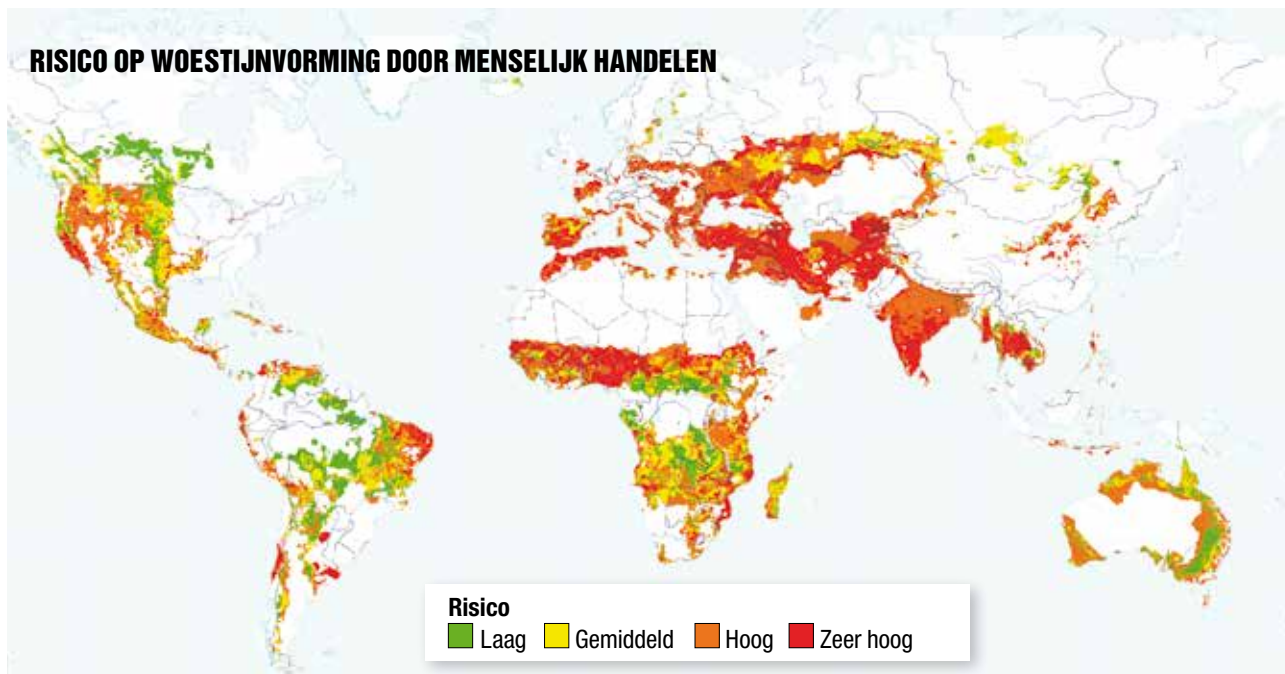 RISICO OP WOESTIJNVORMING DOOR MENSELIJK HANDELEN
Risico
Laag Gemiddeld Hoog Zeer hoog